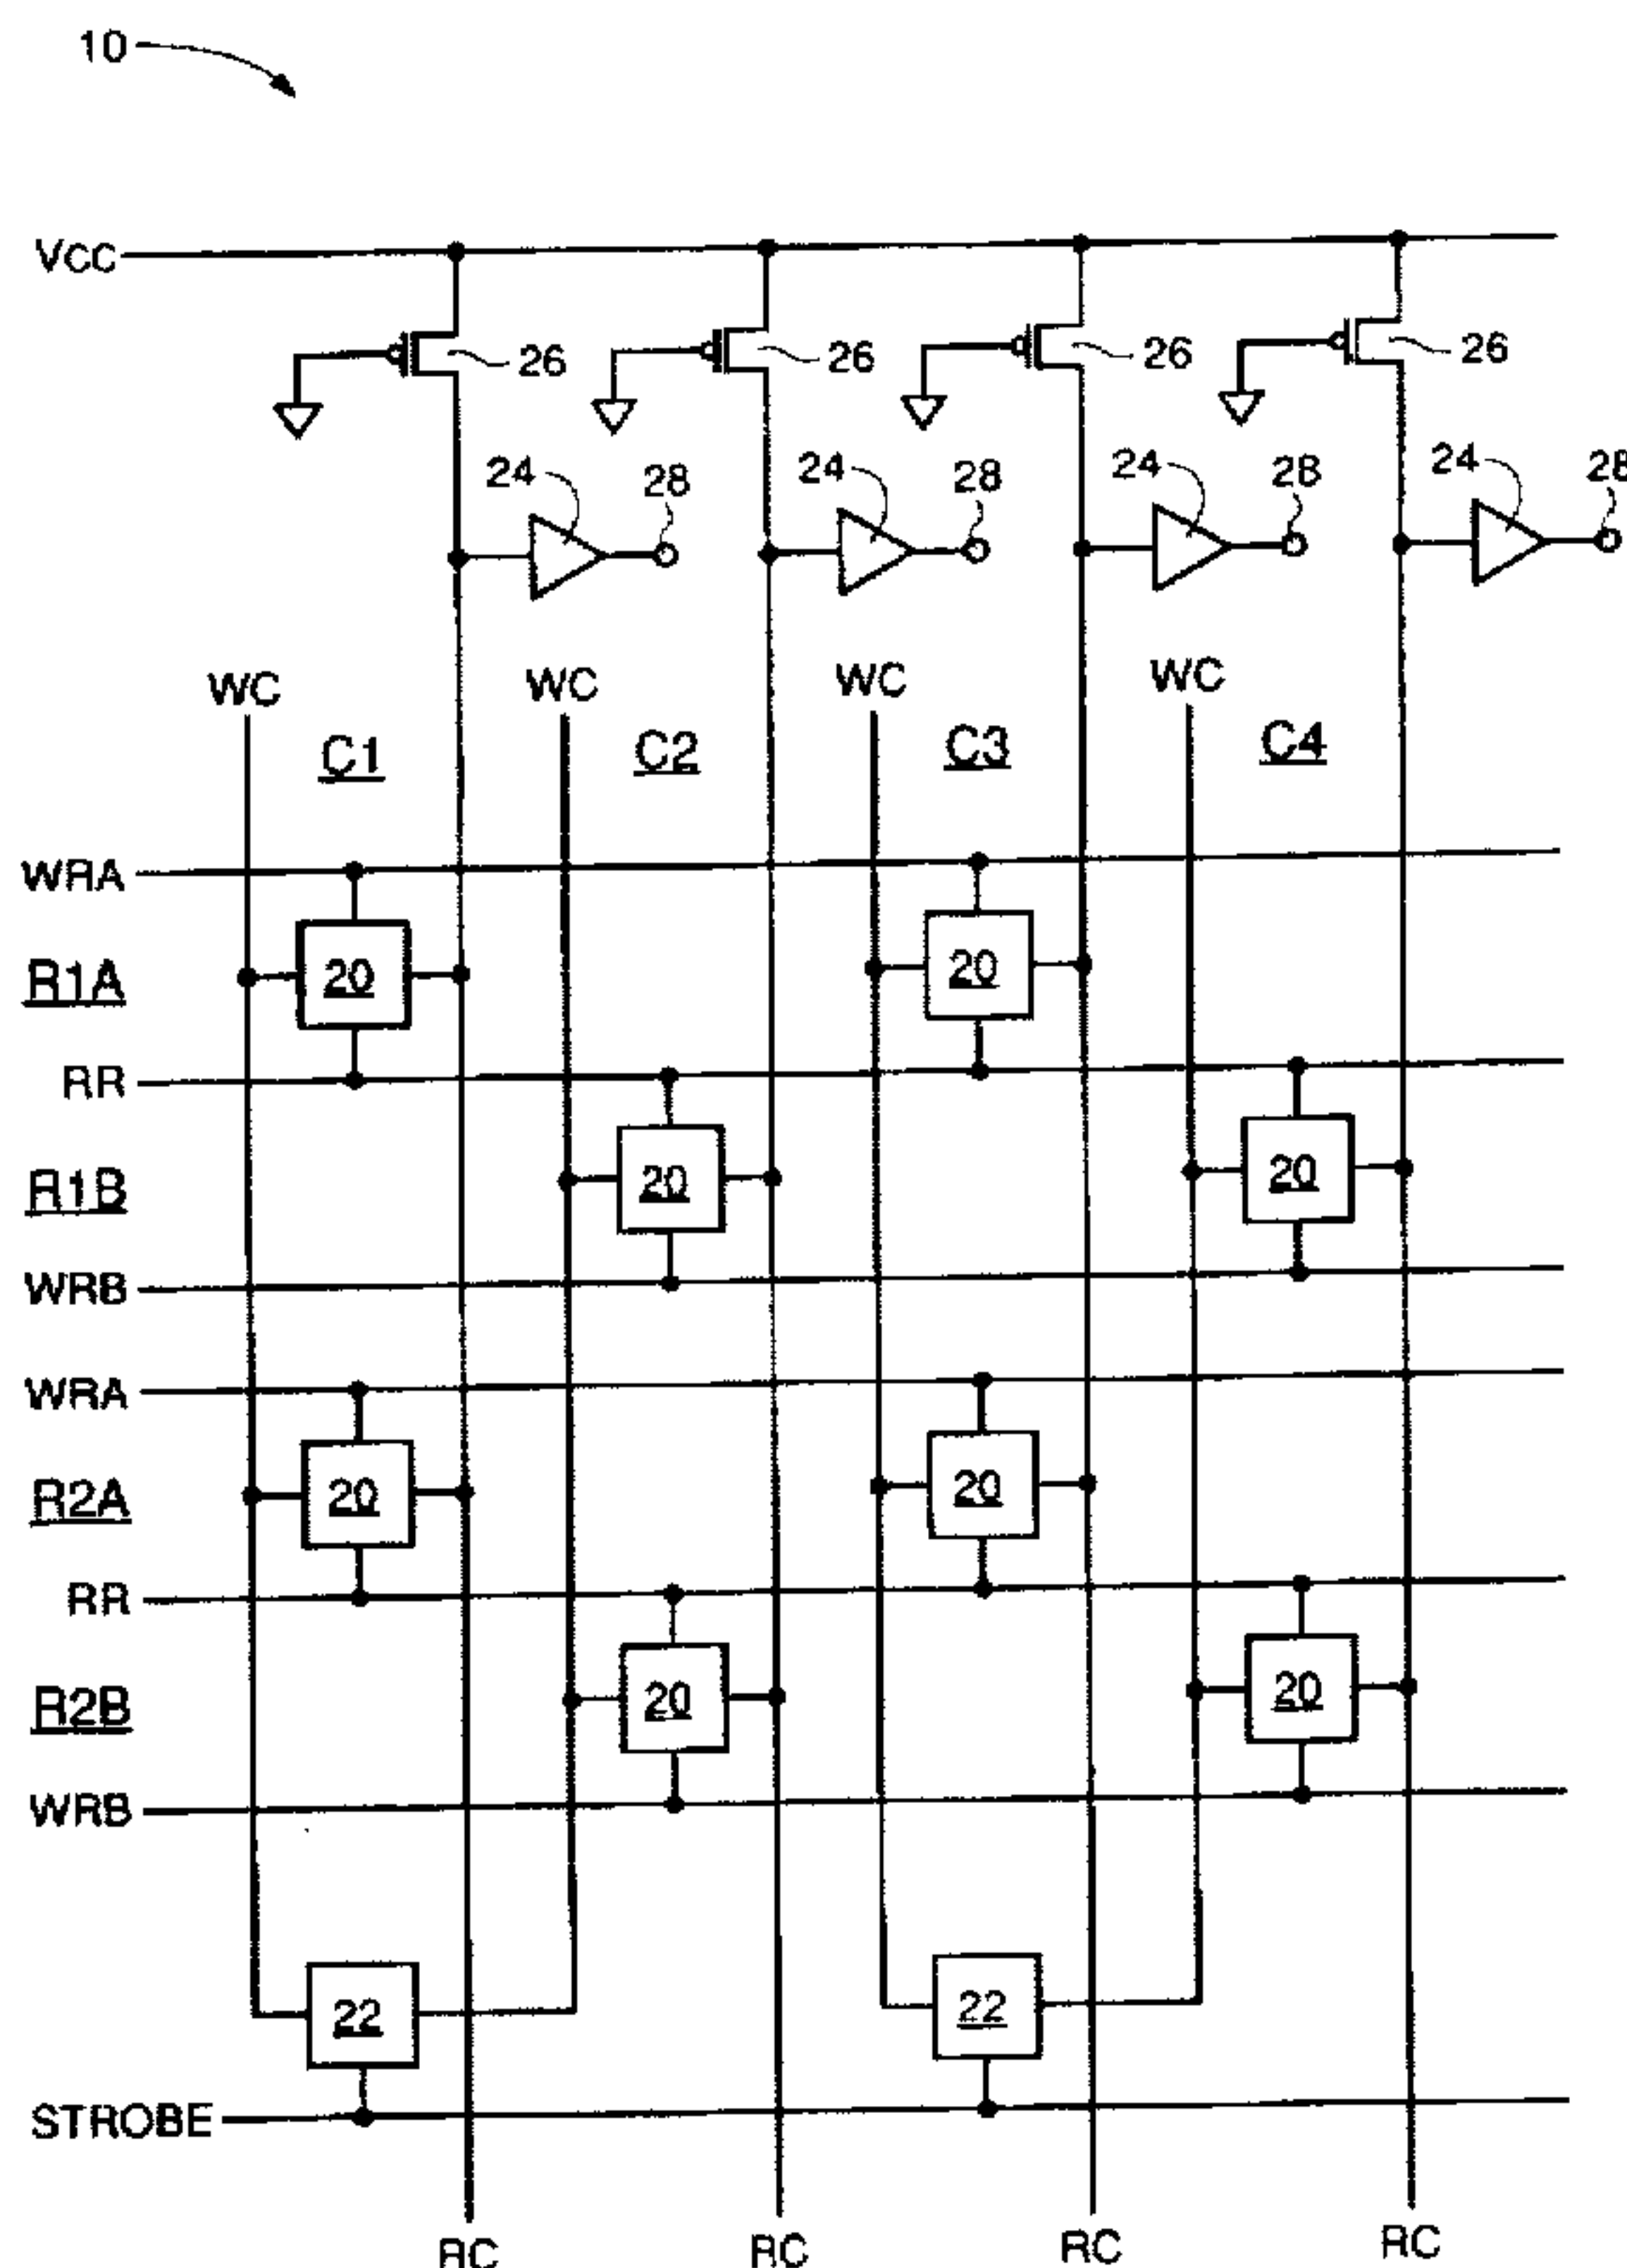 10
VCC
26 26 26 26
24 28 24 28 24 28 24 28
WC WC WC WC
C1 C2 C3 C4
WRA
R1A 20 20
RR
R1B 20 20
WRB
WRA
R2A 20 20
RR
R2B 20 20
WRB
22 22
STROBE
RC RC RC RC